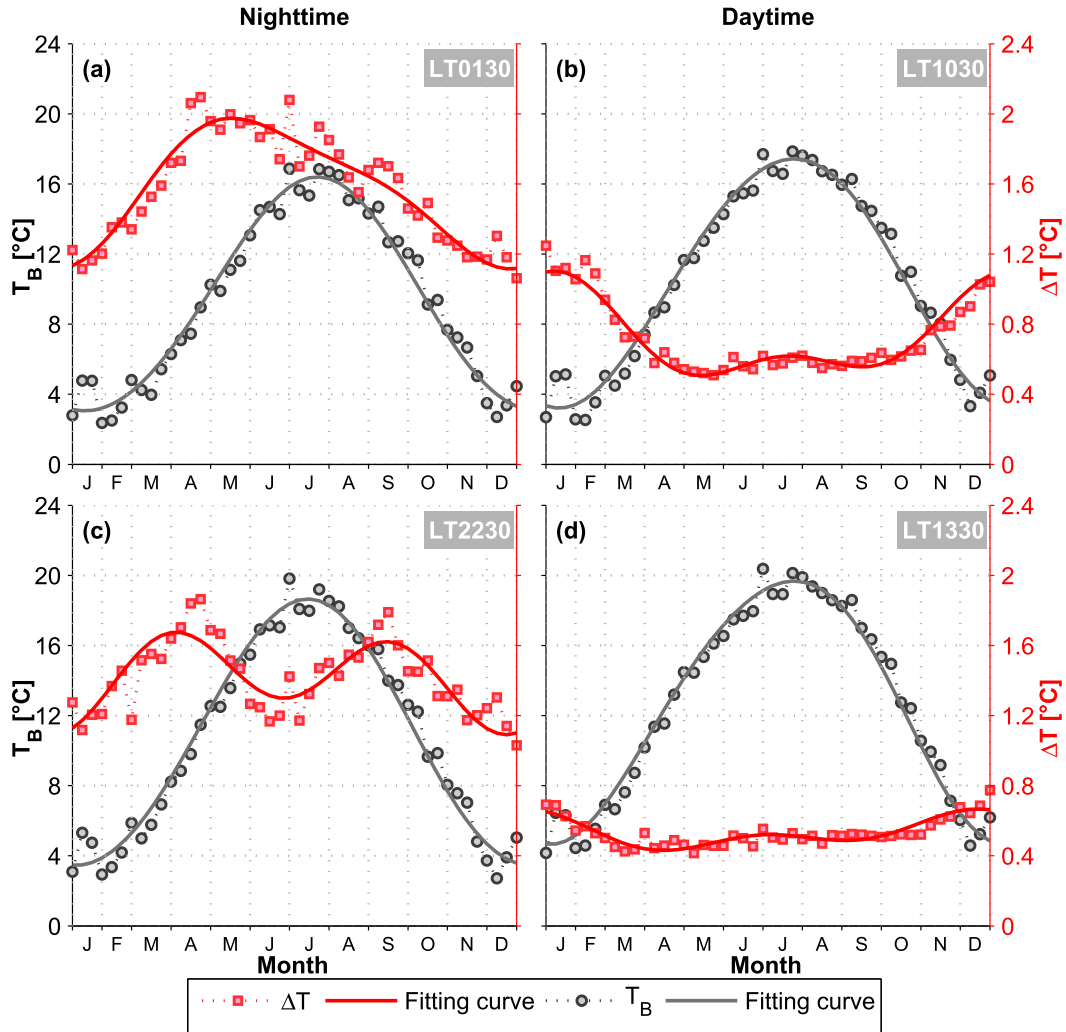 Nighttime Daytime
24 (a) LT0130 (b) LT1030 2.4
20 2
16 1.6
12 1.2
8 0.8
4 0.4
0 0
T_B [°C] ΔT [°C]
J F M A M J J A S O N D J F M A M J J A S O N D
24 (c) LT2230 (d) LT1330 2.4
20 2
16 1.6
12 1.2
8 0.8
4 0.4
0 0
T_B [°C] ΔT [°C]
J F M A M J J A S O N D J F M A M J J A S O N D
Month Month
ΔT Fitting curve T_B Fitting curve